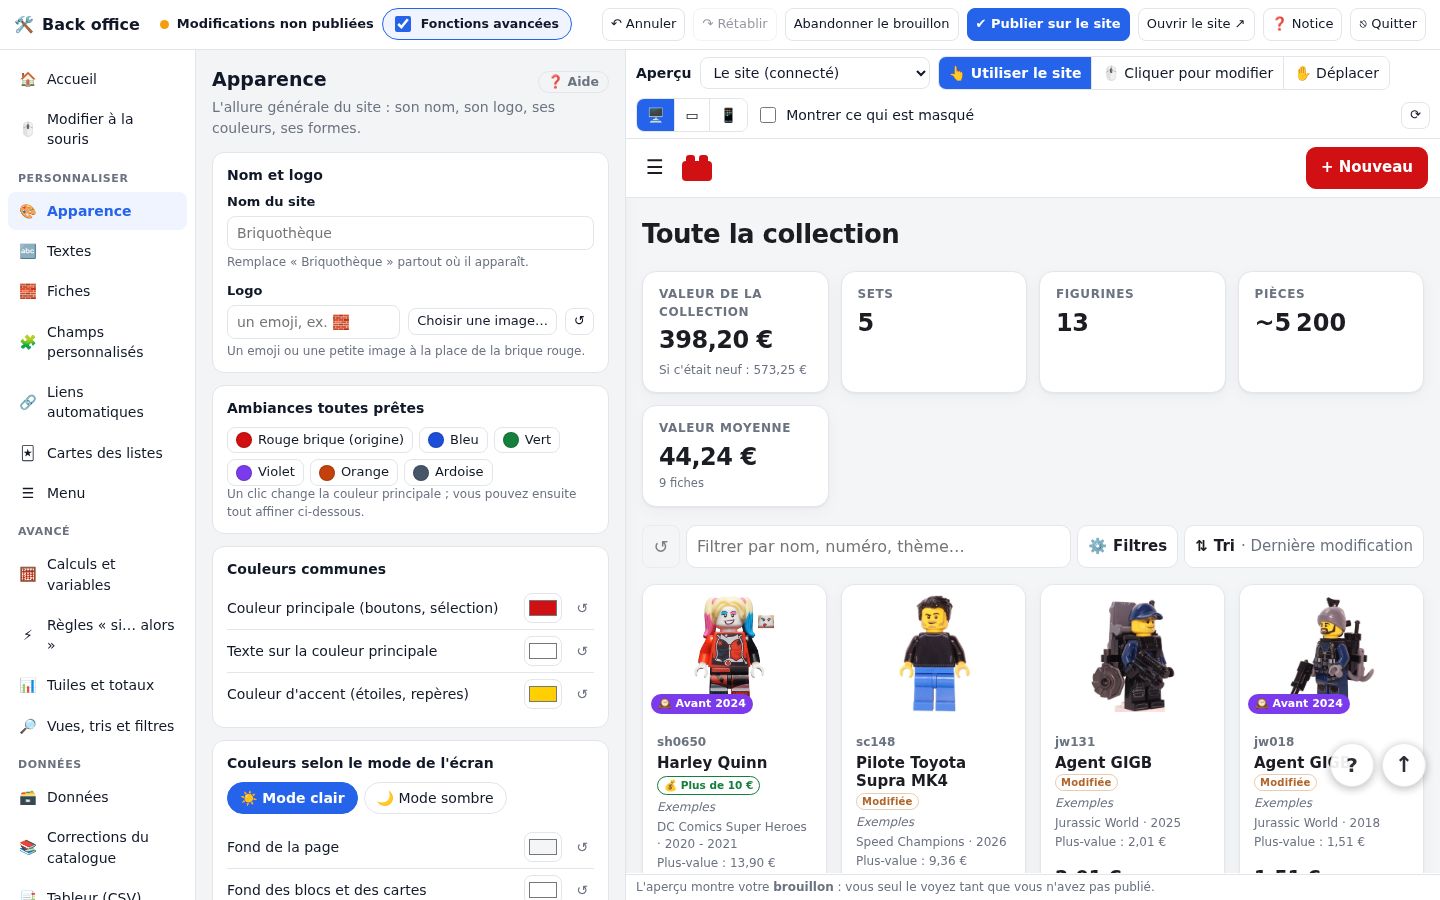 🛠️ Back office
Modifications non publiées
Fonctions avancées
↶ Annuler
↷ Rétablir
Abandonner le brouillon
✔ Publier sur le site
Ouvrir le site ↗
❓ Notice
⎋ Quitter
🏠 Accueil
🖱️ Modifier à la
souris
PERSONNALISER
🎨 Apparence
🔤 Textes
🧱 Fiches
🧩 Champs
personnalisés
🔗 Liens
automatiques
🃏 Cartes des listes
☰ Menu
AVANCÉ
🧮 Calculs et
variables
⚡ Règles « si… alors
»
📊 Tuiles et totaux
🔎 Vues, tris et filtres
DONNÉES
🗃️ Données
📚 Corrections du
catalogue
📑 Tableur (CSV)
Apparence
❓ Aide
L'allure générale du site : son nom, son logo, ses
couleurs, ses formes.
Nom et logo
Nom du site
Briquothèque
Remplace « Briquothèque » partout où il apparaît.
Logo
un emoji, ex. 🧱
Choisir une image…
↺
Un emoji ou une petite image à la place de la brique rouge.
Ambiances toutes prêtes
Rouge brique (origine)
Bleu
Vert
Violet
Orange
Ardoise
Un clic change la couleur principale ; vous pouvez ensuite
tout affiner ci-dessous.
Couleurs communes
Couleur principale (boutons, sélection)
↺
Texte sur la couleur principale
↺
Couleur d'accent (étoiles, repères)
↺
Couleurs selon le mode de l'écran
☀️ Mode clair
🌙 Mode sombre
Fond de la page
↺
Fond des blocs et des cartes
↺
Aperçu
Le site (connecté)
👆 Utiliser le site
🖱️ Cliquer pour modifier
✋ Déplacer
🖥️ ▭ 📱
Montrer ce qui est masqué
⟳
☰
+ Nouveau
Toute la collection
VALEUR DE LA
COLLECTION
398,20 €
Si c'était neuf : 573,25 €
SETS
5
FIGURINES
13
PIÈCES
~5 200
VALEUR MOYENNE
44,24 €
9 fiches
↺
Filtrer par nom, numéro, thème…
⚙️ Filtres
⇅ Tri · Dernière modification
🕰️ Avant 2024
sh0650
Harley Quinn
💰 Plus de 10 €
Exemples
DC Comics Super Heroes
· 2020 - 2021
Plus-value : 13,90 €
sc148
Pilote Toyota
Supra MK4
Modifiée
Exemples
Speed Champions · 2026
Plus-value : 9,36 €
jw131
Agent GIGB
Modifiée
Exemples
Jurassic World · 2025
Plus-value : 2,01 €
🕰️ Avant 2024
jw018
Agent
Modifiée
Exemples
Jurassic World · 2018
Plus-value : 1,51 €
?
↑
L'aperçu montre votre brouillon : vous seul le voyez tant que vous n'avez pas publié.